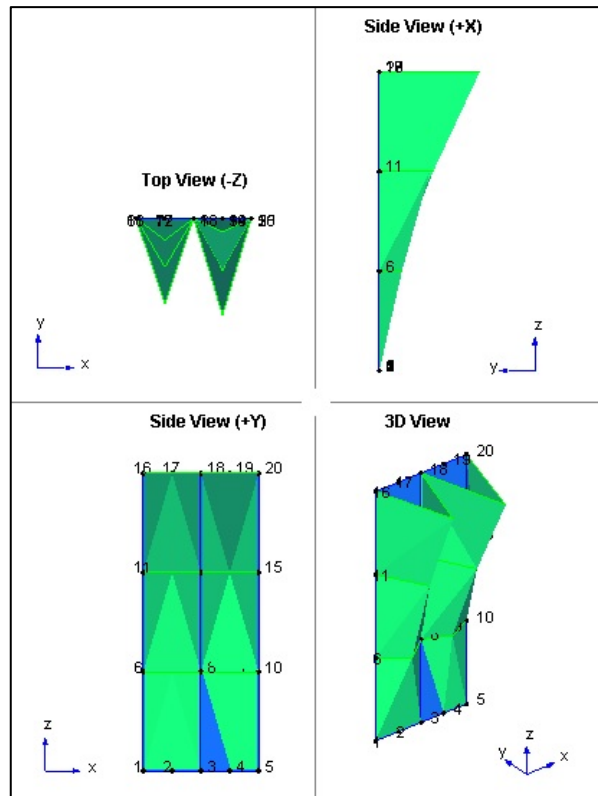 Side View (+X)
11
6
z
y
Top View (-Z)
y
x
Side View (+Y)
16 17 18 19 20
11 15
6 8 10
1 2 3 4 5
z
x
3D View
20
19
18
17
16
11
10
6
5
4
3
2
1
z
y x